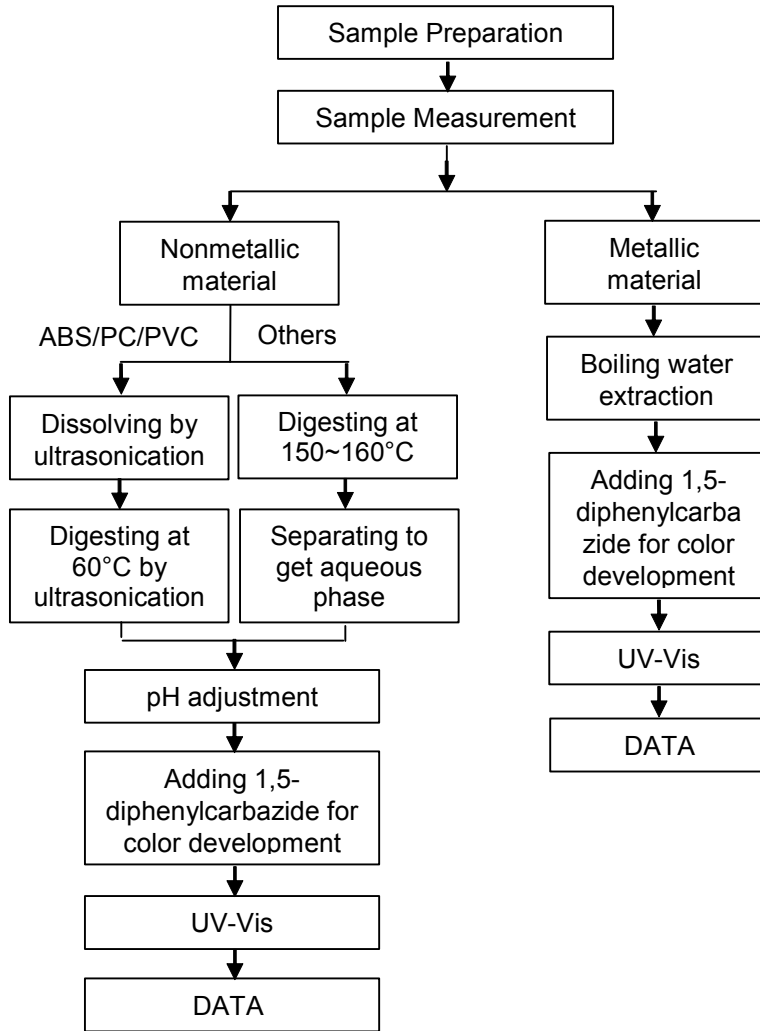 Sample Preparation
Sample Measurement
Nonmetallic
material
ABS/PC/PVC
Others
Dissolving by
ultrasonication
Digesting at
150~160°C
Digesting at
60°C by
ultrasonication
Separating to
get aqueous
phase
pH adjustment
Adding 1,5-
diphenylcarbazide for
color development
UV-Vis
DATA
Metallic
material
Boiling water
extraction
Adding 1,5-
diphenylcarba
zide for color
development
UV-Vis
DATA